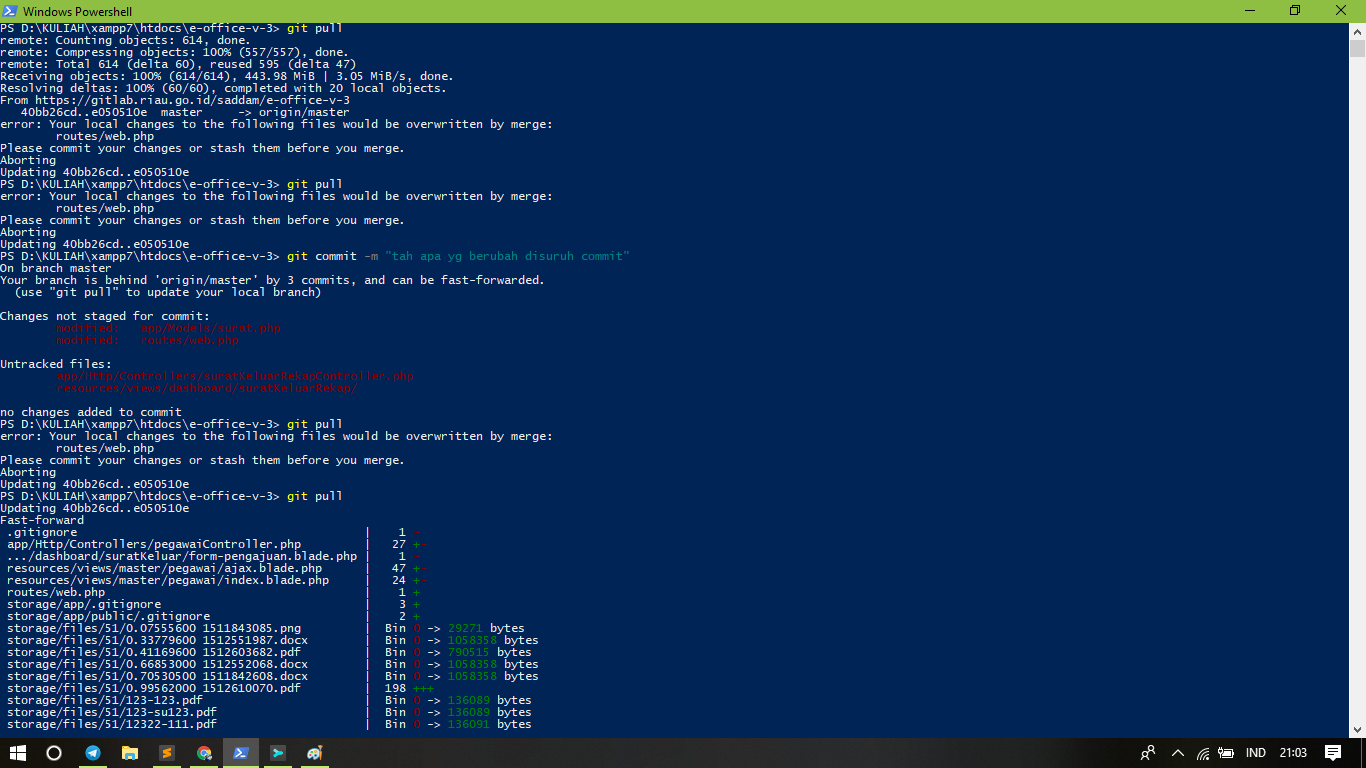 Windows Powershell
PS D:\KULIAH\xampp7\htdocs\e-office-v-3> git pull
remote: Counting objects: 614, done.
remote: Compressing objects: 100% (557/557), done.
remote: Total 614 (delta 60), reused 595 (delta 47)
Receiving objects: 100% (614/614), 443.98 MiB | 3.05 MiB/s, done.
Resolving deltas: 100% (60/60), completed with 20 local objects.
From https://gitlab.riau.go.id/saddam/e-office-v-3
   40bb26cd..e050510e  master     -> origin/master
error: Your local changes to the following files would be overwritten by merge:
        routes/web.php
Please commit your changes or stash them before you merge.
Aborting
Updating 40bb26cd..e050510e
PS D:\KULIAH\xampp7\htdocs\e-office-v-3> git pull
error: Your local changes to the following files would be overwritten by merge:
        routes/web.php
Please commit your changes or stash them before you merge.
Aborting
Updating 40bb26cd..e050510e
PS D:\KULIAH\xampp7\htdocs\e-office-v-3> git commit -m "tah apa yg berubah disuruh commit"
On branch master
Your branch is behind 'origin/master' by 3 commits, and can be fast-forwarded.
  (use "git pull" to update your local branch)
Changes not staged for commit:
        modified:   app/Models/surat.php
        modified:   routes/web.php
Untracked files:
        app/Http/Controllers/suratKeluarRekapController.php
        resources/views/dashboard/suratKeluarRekap/
no changes added to commit
PS D:\KULIAH\xampp7\htdocs\e-office-v-3> git pull
error: Your local changes to the following files would be overwritten by merge:
        routes/web.php
Please commit your changes or stash them before you merge.
Aborting
Updating 40bb26cd..e050510e
PS D:\KULIAH\xampp7\htdocs\e-office-v-3> git pull
Updating 40bb26cd..e050510e
Fast-forward
 .gitignore                                         |    1 -
 app/Http/Controllers/pegawaiController.php         |   27 +-
 .../dashboard/suratKeluar/form-pengajuan.blade.php |    1 -
 resources/views/master/pegawai/ajax.blade.php      |   47 +-
 resources/views/master/pegawai/index.blade.php     |   24 +-
 routes/web.php                                     |    1 +
 storage/app/.gitignore                             |    3 +
 storage/app/public/.gitignore                      |    2 +
 storage/files/51/0.07555600 1511843085.png         |  Bin 0 -> 29271 bytes
 storage/files/51/0.33779600 1512551987.docx        |  Bin 0 -> 1058358 bytes
 storage/files/51/0.41169600 1512603682.pdf         |  Bin 0 -> 790515 bytes
 storage/files/51/0.66853000 1512552068.docx        |  Bin 0 -> 1058358 bytes
 storage/files/51/0.70530500 1511842608.docx        |  Bin 0 -> 1058358 bytes
 storage/files/51/0.99562000 1512610070.pdf         |  198 +++
 storage/files/51/123-123.pdf                       |  Bin 0 -> 136089 bytes
 storage/files/51/123-su123.pdf                     |  Bin 0 -> 136089 bytes
 storage/files/51/12322-111.pdf                     |  Bin 0 -> 136091 bytes
IND 21:03